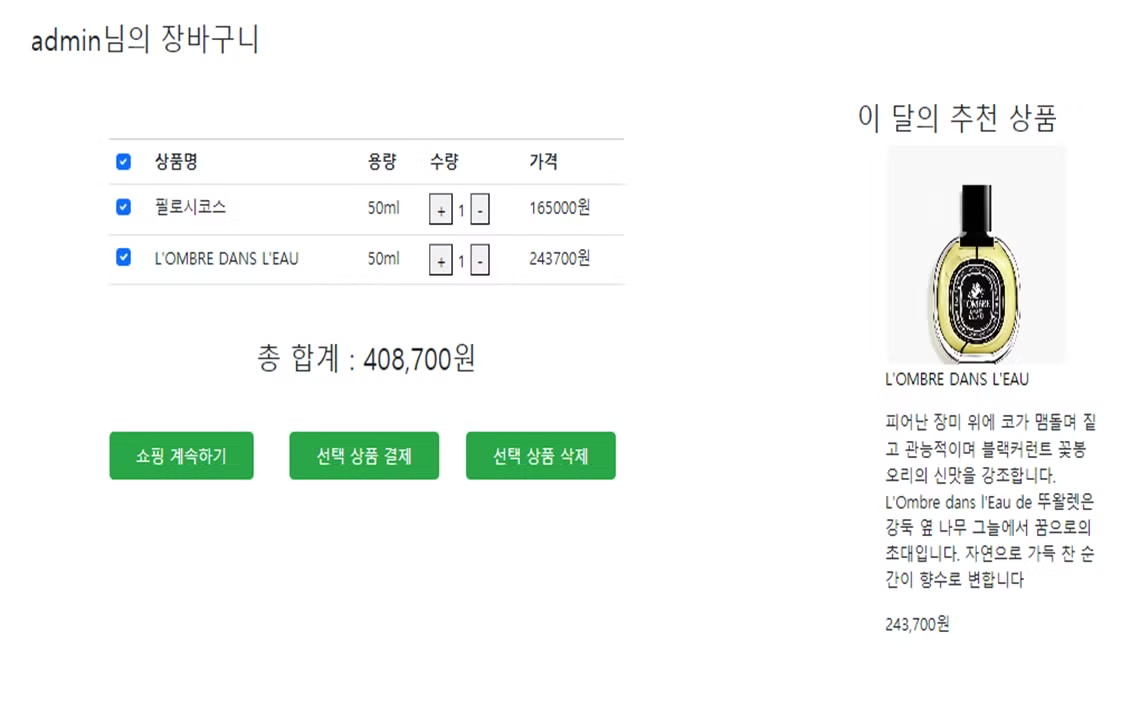 admin님의 장바구니
상품명 용량 수량 가격
필로시코스 50ml + 1 - 165000원
L'OMBRE DANS L'EAU 50ml + 1 - 243700원
총 합계 : 408,700원
쇼핑 계속하기 선택 상품 결제 선택 상품 삭제
이 달의 추천 상품
L'OMBRE
DANS
L'EAU
L'OMBRE DANS L'EAU
피어난 장미 위에 코가 맴돌며 짙
고 관능적이며 블랙커런트 꽃봉
오리의 신맛을 강조합니다.
L'Ombre dans l'Eau de 뚜왈렛은
강둑 옆 나무 그늘에서 꿈으로의
초대입니다. 자연으로 가득 찬 순
간이 향수로 변합니다
243,700원